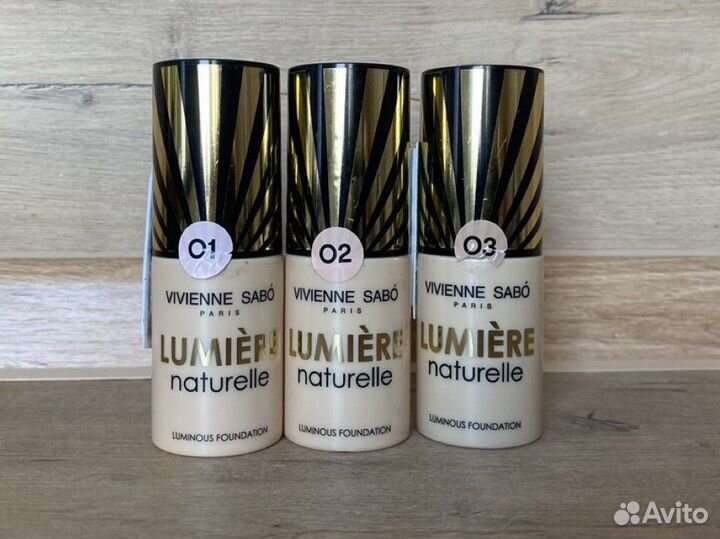 01
VIVIENNE SABÓ
PARIS
LUMIÈRE
naturelle
LUMINOUS FOUNDATION
02
VIVIENNE SABÓ
PARIS
LUMIÈRE
naturelle
LUMINOUS FOUNDATION
03
VIVIENNE SABÓ
PARIS
LUMIÈRE
naturelle
LUMINOUS FOUNDATION
Avito